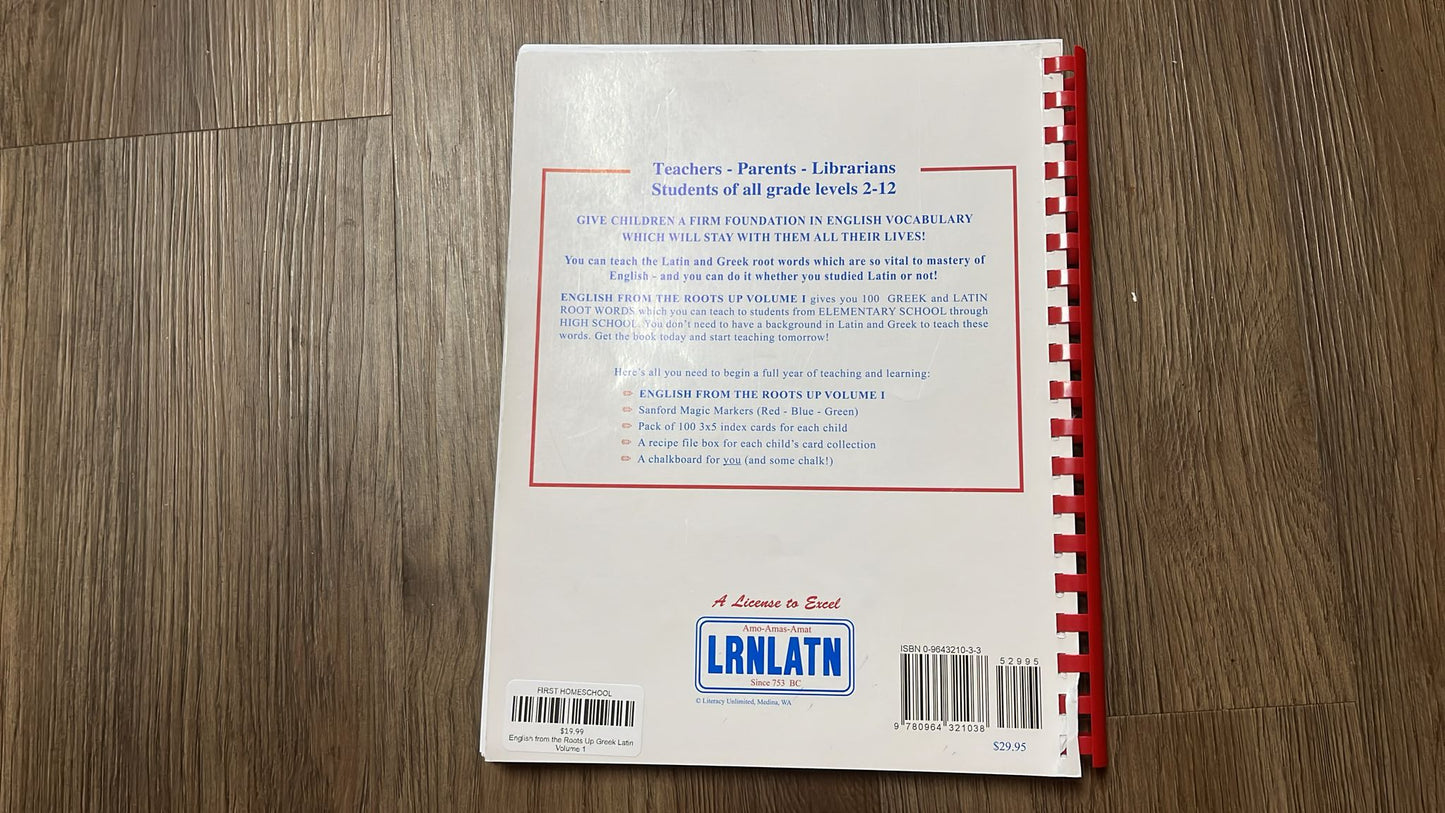 Teachers - Parents - Librarians
Students of all grade levels 2-12
GIVE CHILDREN A FIRM FOUNDATION IN ENGLISH VOCABULARY
WHICH WILL STAY WITH THEM ALL THEIR LIVES!
You can teach the Latin and Greek root words which are so vital to mastery of
English - and you can do it whether you studied Latin or not!
ENGLISH FROM THE ROOTS UP VOLUME I gives you 100 GREEK and LATIN
ROOT WORDS which you can teach to students from ELEMENTARY SCHOOL through
HIGH SCHOOL. You don't need to have a background in Latin and Greek to teach these
words. Get the book today and start teaching tomorrow!
Here's all you need to begin a full year of teaching and learning:
ENGLISH FROM THE ROOTS UP VOLUME I
Sanford Magic Markers (Red - Blue - Green)
Pack of 100 3x5 index cards for each child
A recipe file box for each child's card collection
A chalkboard for you (and some chalk!)
A License to Excel
Amo-Amas-Amat
LRNLATN
Since 753 BC
© Literacy Unlimited, Medina, WA
FIRST HOMESCHOOL
$19.99
English from the Roots Up Greek Latin
Volume 1
ISBN 0-9643210-3-3
52995
9 780964 321038
$29.95